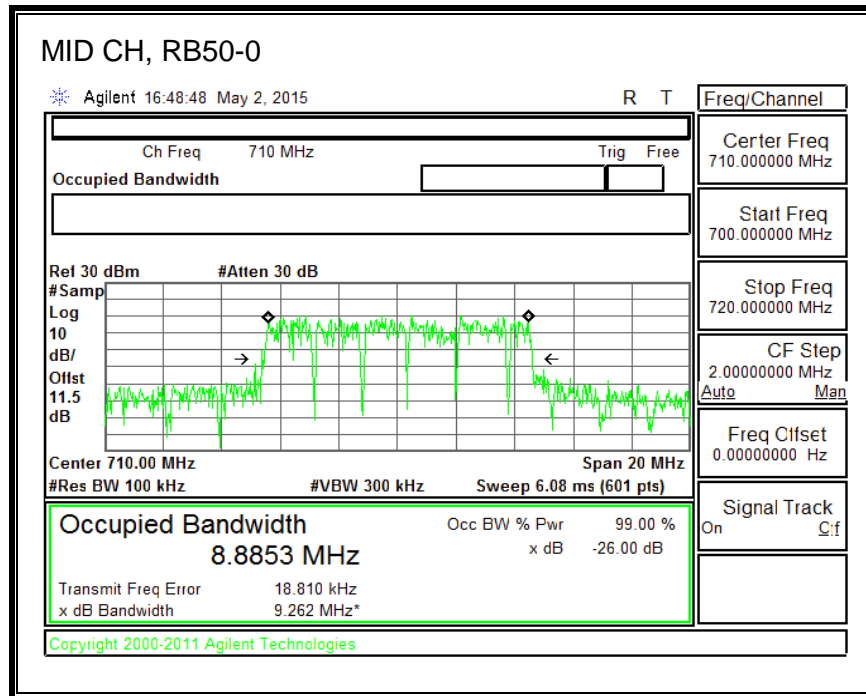 MID CH, RB50-0
Agilent 16:48:48 May 2, 2015 R T
Freq/Channel
Ch Freq 710 MHz Trig Free
Occupied Bandwidth
Center Freq
710.000000 MHz
Start Freq
700.000000 MHz
Stop Freq
720.000000 MHz
CF Step
2.00000000 MHz
Auto Man
Freq Offset
0.00000000 Hz
Signal Track
On Off
Ref 30 dBm #Atten 30 dB
#Samp
Log
10
dB/
Offst
11.5
dB
Center 710.00 MHz Span 20 MHz
#Res BW 100 kHz #VBW 300 kHz Sweep 6.08 ms (601 pts)
Occupied Bandwidth Occ BW % Pwr 99.00 %
8.8853 MHz x dB -26.00 dB
Transmit Freq Error 18.810 kHz
x dB Bandwidth 9.262 MHz*
Copyright 2000-2011 Agilent Technologies